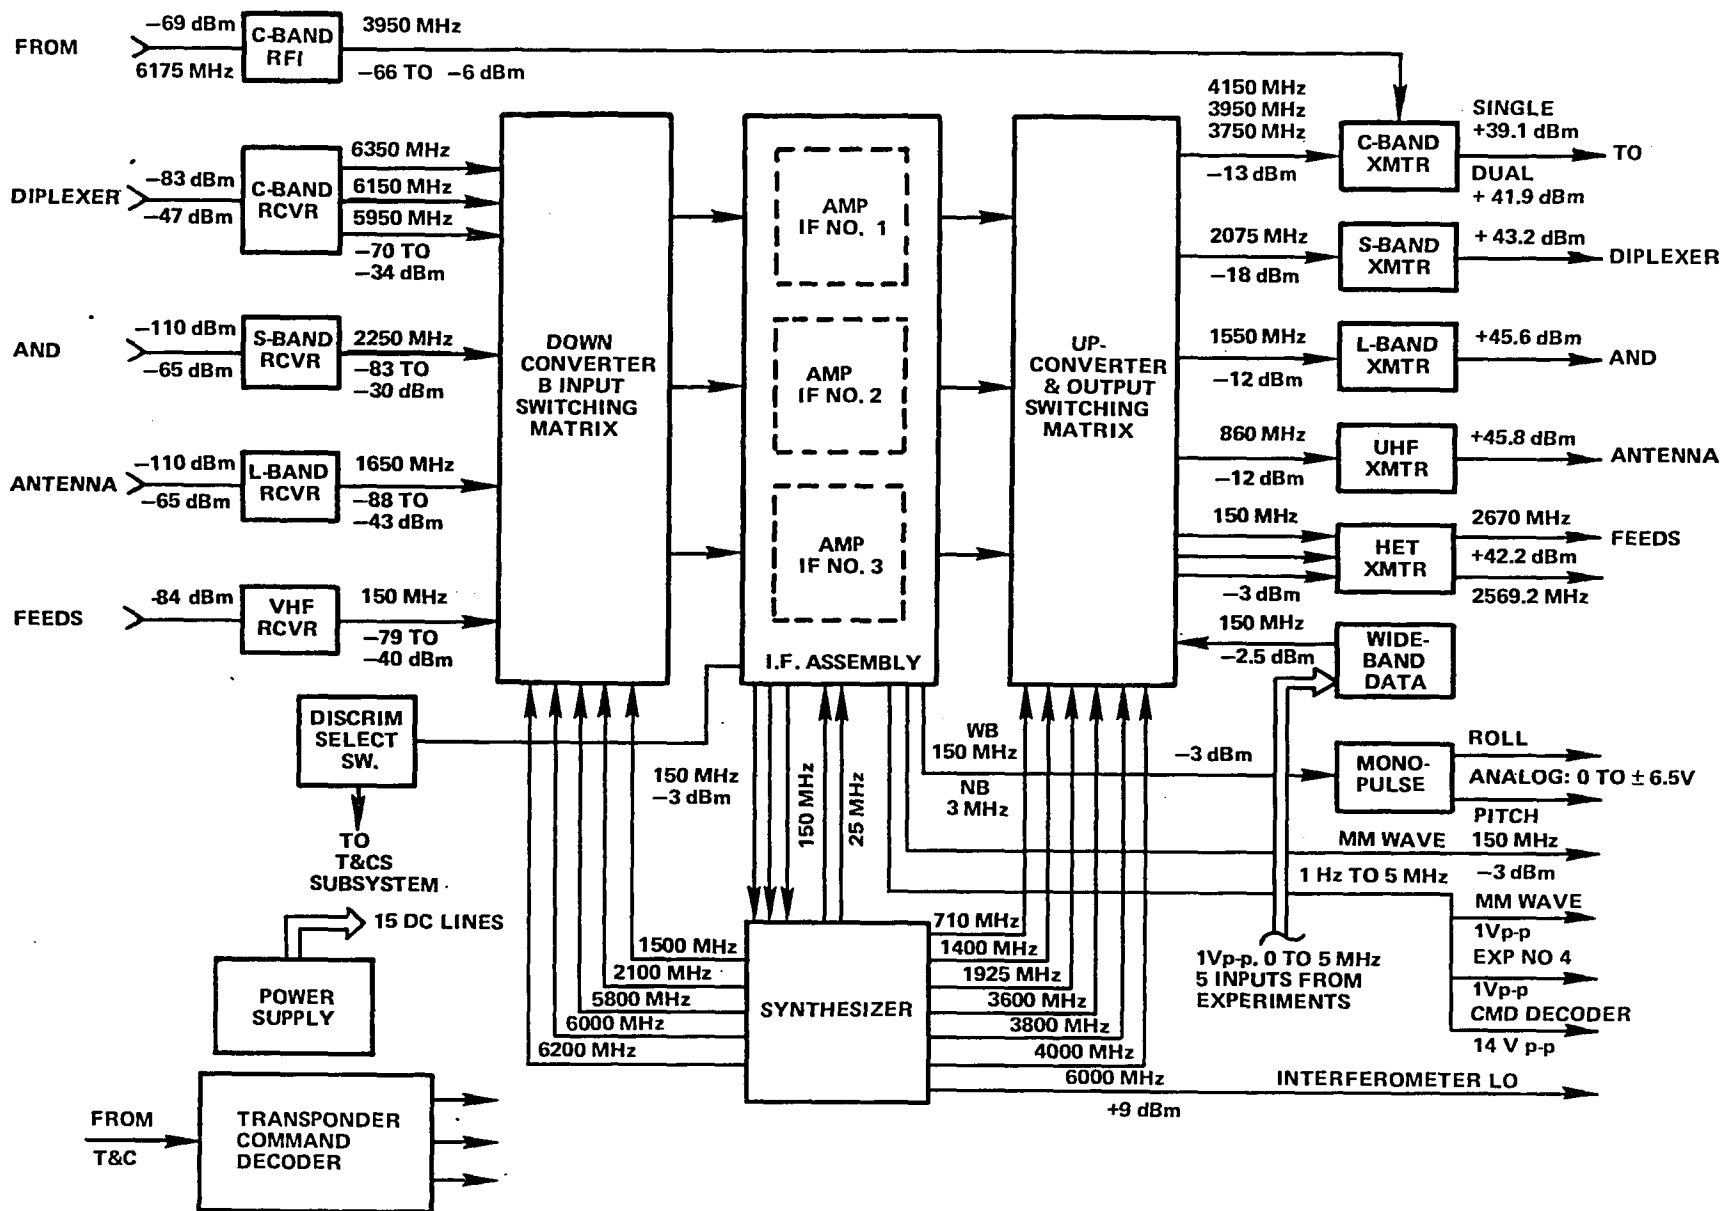 FROM
−69 dBm
6175 MHz
C-BAND
RFI
3950 MHz
−66 TO −6 dBm
DIPLEXER
−83 dBm
−47 dBm
C-BAND
RCVR
6350 MHz
6150 MHz
5950 MHz
−70 TO
−34 dBm
AND
−110 dBm
−65 dBm
S-BAND
RCVR
2250 MHz
−83 TO
−30 dBm
ANTENNA
−110 dBm
−65 dBm
L-BAND
RCVR
1650 MHz
−88 TO
−43 dBm
FEEDS
-84 dBm
VHF
RCVR
150 MHz
−79 TO
−40 dBm
DOWN
CONVERTER
B INPUT
SWITCHING
MATRIX
AMP
IF NO. 1
AMP
IF NO. 2
AMP
IF NO. 3
I.F. ASSEMBLY
UP-
CONVERTER
& OUTPUT
SWITCHING
MATRIX
4150 MHz
3950 MHz
3750 MHz
−13 dBm
C-BAND
XMTR
SINGLE
+39.1 dBm
DUAL
+ 41.9 dBm
TO
2075 MHz
−18 dBm
S-BAND
XMTR
+ 43.2 dBm
DIPLEXER
1550 MHz
−12 dBm
L-BAND
XMTR
+45.6 dBm
AND
860 MHz
−12 dBm
UHF
XMTR
+45.8 dBm
ANTENNA
150 MHz
−3 dBm
HET
XMTR
2670 MHz
+42.2 dBm
2569.2 MHz
FEEDS
150 MHz
−2.5 dBm
WIDE-
BAND
DATA
DISCRIM
SELECT
SW.
TO
T&CS
SUBSYSTEM
150 MHz
−3 dBm
150 MHz
25 MHz
WB
150 MHz
NB
3 MHz
−3 dBm
MONO-
PULSE
ROLL
ANALOG: 0 TO ± 6.5V
PITCH
MM WAVE
150 MHz
−3 dBm
1 Hz TO 5 MHz
MM WAVE
1Vp-p
EXP NO 4
1Vp-p
CMD DECODER
14 V p-p
15 DC LINES
POWER
SUPPLY
1500 MHz
2100 MHz
5800 MHz
6000 MHz
6200 MHz
SYNTHESIZER
710 MHz
1400 MHz
1925 MHz
3600 MHz
3800 MHz
4000 MHz
6000 MHz
+9 dBm
INTERFEROMETER LO
1Vp-p. 0 TO 5 MHz
5 INPUTS FROM
EXPERIMENTS
FROM
T&C
TRANSPONDER
COMMAND
DECODER